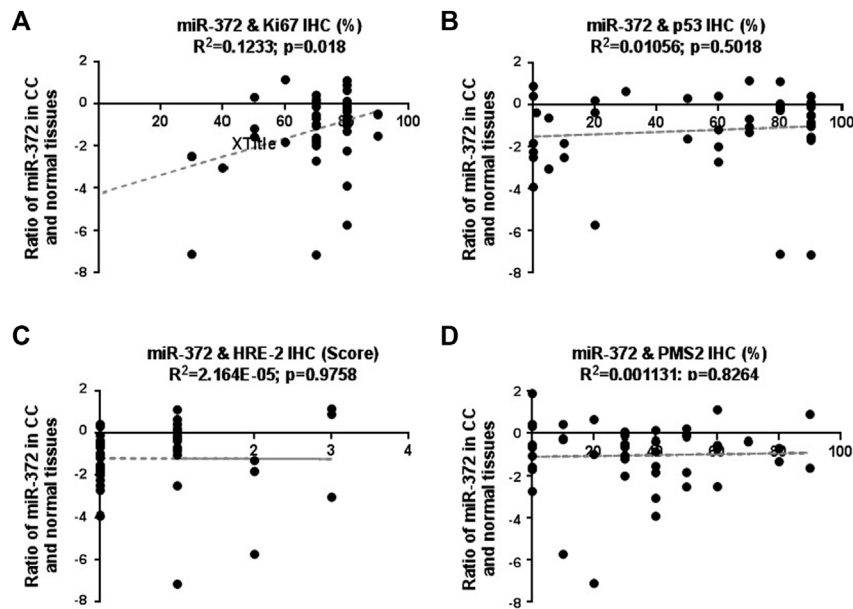 A
miR-372 & Ki67 IHC (%)
R²=0.1233; p=0.018
Ratio of miR-372 in CC
and normal tissues
2
0
-2
-4
-6
-8
20
40
60
80
100
XTitle
B
miR-372 & p53 IHC (%)
R²=0.01056; p=0.5018
Ratio of miR-372 in CC
and normal tissues
2
0
-2
-4
-6
-8
20
40
60
80
100
C
miR-372 & HRE-2 IHC (Score)
R²=2.164E-05; p=0.9758
Ratio of miR-372 in CC
and normal tissues
2
0
-2
-4
-6
-8
1
2
3
4
D
miR-372 & PMS2 IHC (%)
R²=0.001131; p=0.8264
Ratio of miR-372 in CC
and normal tissues
2
0
-2
-4
-6
-8
20
40
60
80
100